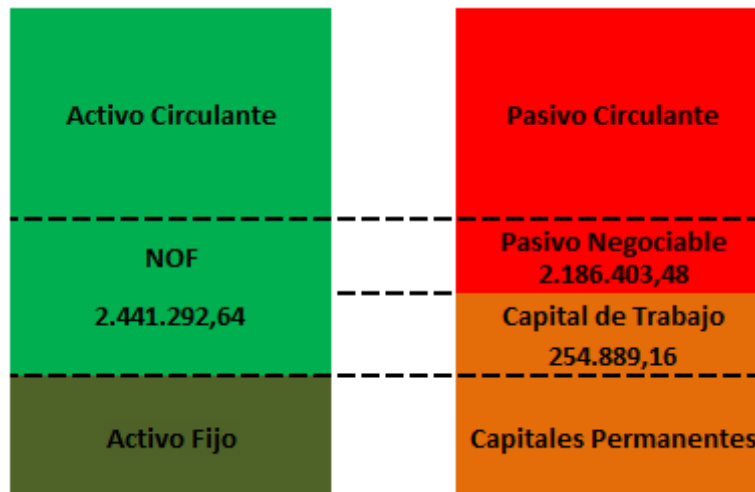 Activo Circulante
NOF
2.441.292,64
Activo Fijo
Pasivo Circulante
Pasivo Negociable
2.186.403,48
Capital de Trabajo
254.889,16
Capitales Permanentes